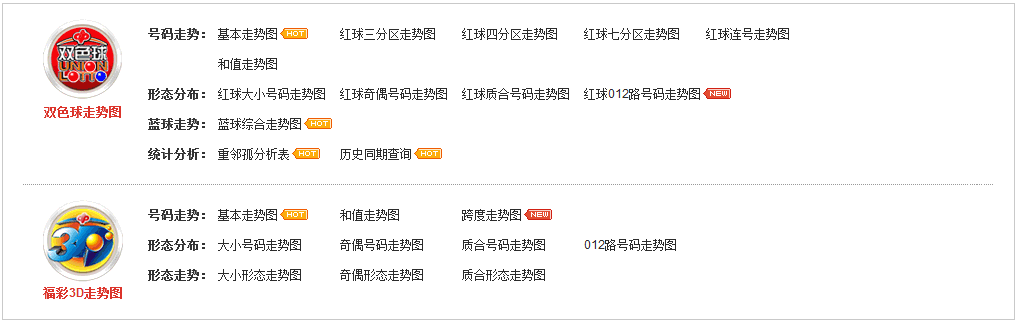 号码走势： 基本走势图 HOT 红球三分区走势图 红球四分区走势图 红球七分区走势图 红球连号走势图
和值走势图
双色球
UNION
LOTTO
双色球走势图
形态分布： 红球大小号码走势图 红球奇偶号码走势图 红球质合号码走势图 红球012路号码走势图 NEW
蓝球走势： 蓝球综合走势图 HOT
统计分析： 重邻孤分析表 HOT 历史同期查询 HOT
号码走势： 基本走势图 HOT 和值走势图 跨度走势图 NEW
3D
福彩3D走势图
形态分布： 大小号码走势图 奇偶号码走势图 质合号码走势图 012路号码走势图
形态走势： 大小形态走势图 奇偶形态走势图 质合形态走势图